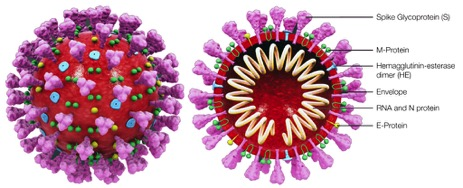 Spike Glycoprotein (S)
M-Protein
Hemagglutinin-esterase
dimer (HE)
Envelope
RNA and N protein
E-Protein